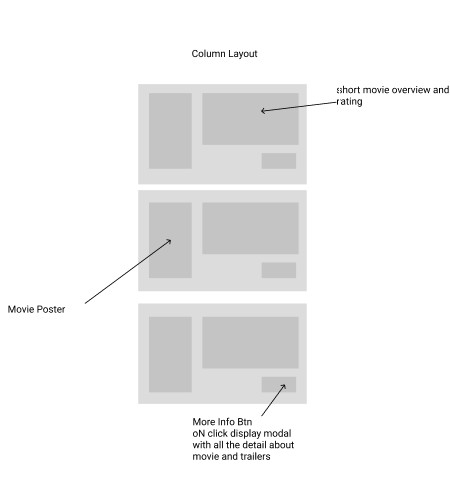 Column Layout
short movie overview and
rating
Movie Poster
More Info Btn
oN click display modal
with all the detail about
movie and trailers